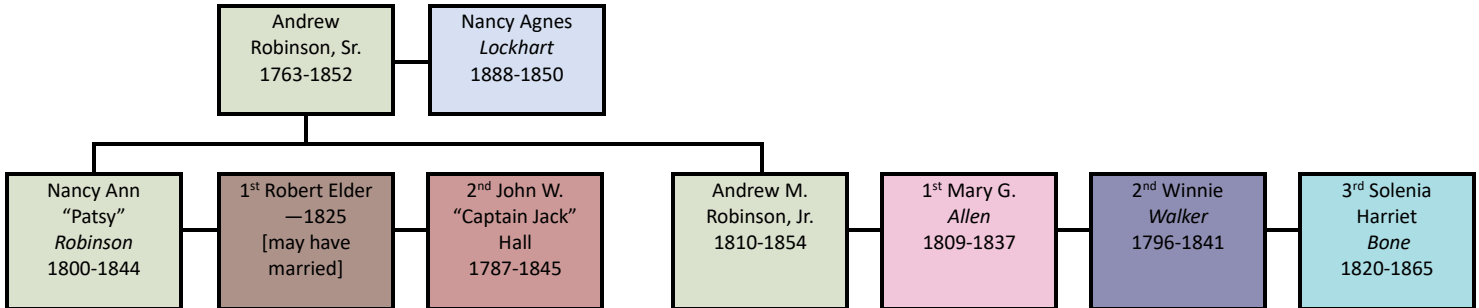 Andrew
Robinson, Sr.
1763-1852
Nancy Agnes
Lockhart
1888-1850
Nancy Ann
“Patsy”
Robinson
1800-1844
1st Robert Elder
—1825
[may have
married]
2nd John W.
“Captain Jack”
Hall
1787-1845
Andrew M.
Robinson, Jr.
1810-1854
1st Mary G.
Allen
1809-1837
2nd Winnie
Walker
1796-1841
3rd Solenia
Harriet
Bone
1820-1865